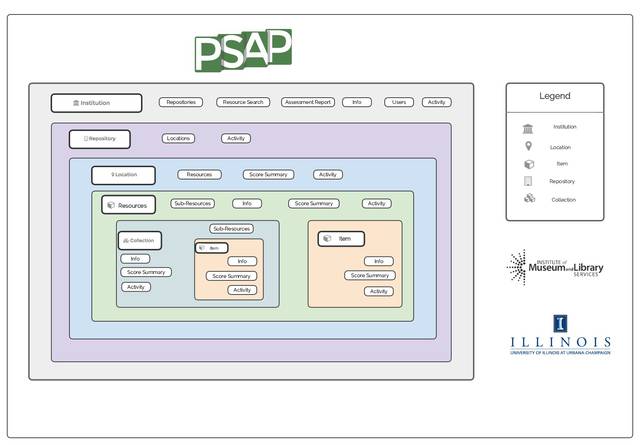 PSAP
Institution
Repositories
Resource Search
Assessment Report
Info
Users
Activity
Repository
Locations
Activity
Location
Resources
Score Summary
Activity
Resources
Sub-Resources
Info
Score Summary
Activity
Collection
Sub-Resources
Info
Score Summary
Activity
Item
Info
Score Summary
Activity
Item
Info
Score Summary
Activity
Legend
Institution
Location
Item
Repository
Collection
INSTITUTE of
Museum and Library
SERVICES
I
ILLINOIS
UNIVERSITY OF ILLINOIS AT URBANA-CHAMPAIGN